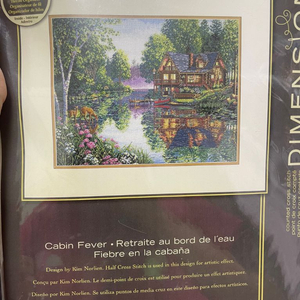 DIMENSIONS
Cabin Fever • Retraite au bord de l'eau
Fiebre en la cabaña
Design by Kim Norlien. Half Cross Stitch is used in this design for artistic effect.
Conçu par Kim Norlien. Le demi-point de croix est utilisé pour produire un effet artistique.
Diseño por Kim Norlien. Se utiliza puntos de media cruz en este diseño para efectos artísticos.